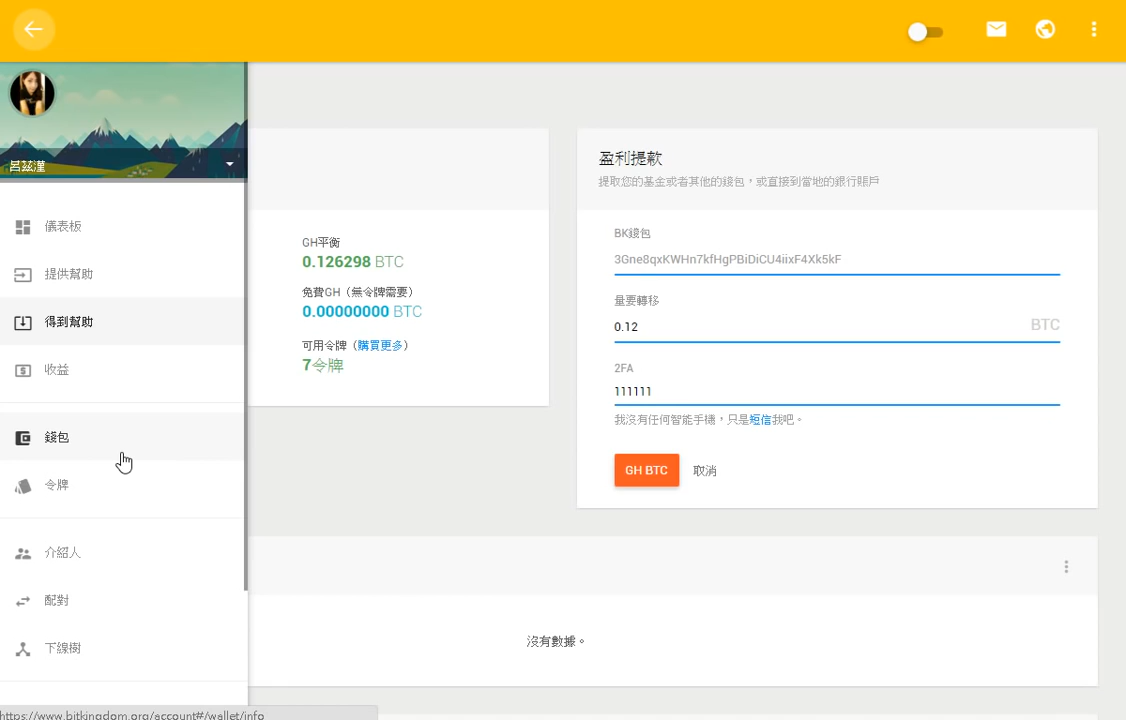 呂玆潼
儀表板
提供幫助
得到幫助
收益
錢包
令牌
介紹人
配對
下線樹
GH平衡
0.126298 BTC
免費GH（無令牌需要）
0.00000000 BTC
可用令牌（購買更多）
7令牌
盈利提款
提取您的基金或者其他的錢包，或直接到當地的銀行賬戶
BK錢包
3Gne8qxKWHn7kfHgPBiDiCU4iixF4Xk5kF
量要轉移
0.12 BTC
2FA
111111
我沒有任何智能手機，只是短信我吧。
GH BTC 取消
沒有數據。
https://www.bitkingdom.org/account#/wallet/info